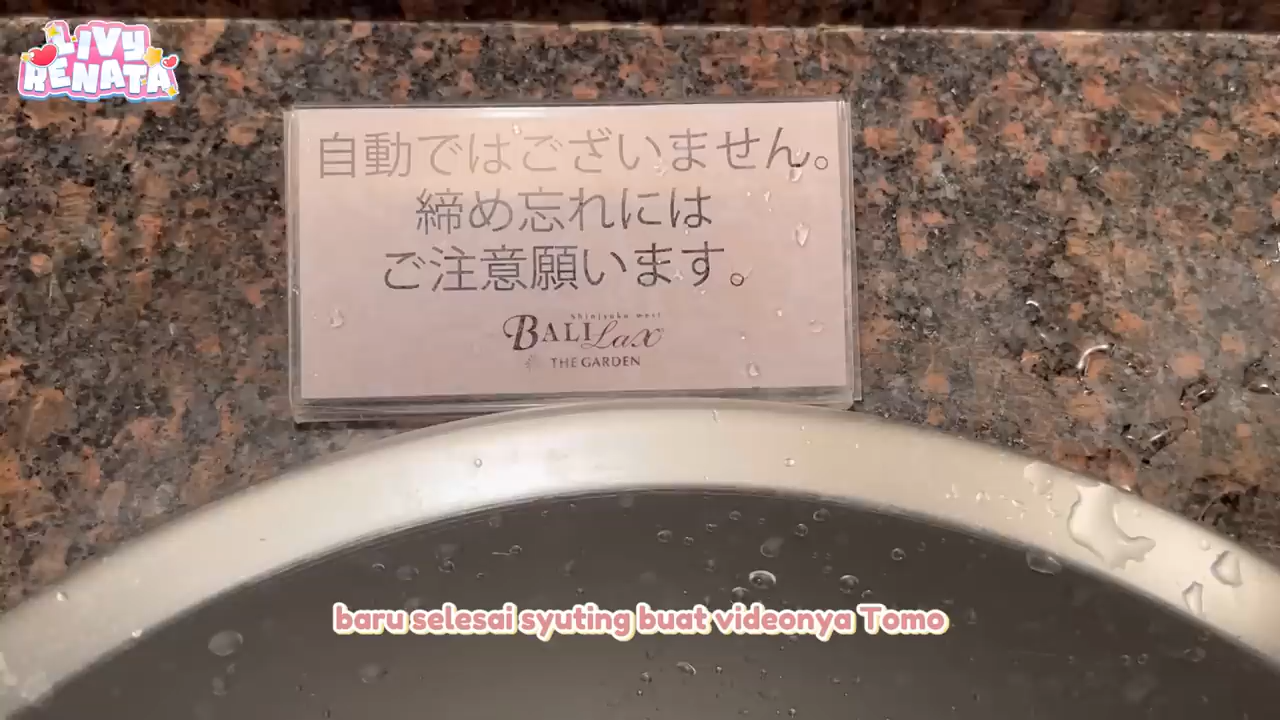 LIVY
RENATA
自動ではございません。
締め忘れには
ご注意願います。
Shinjyuku west
BALI Lax
THE GARDEN
baru selesai syuting buat videonya Tomo